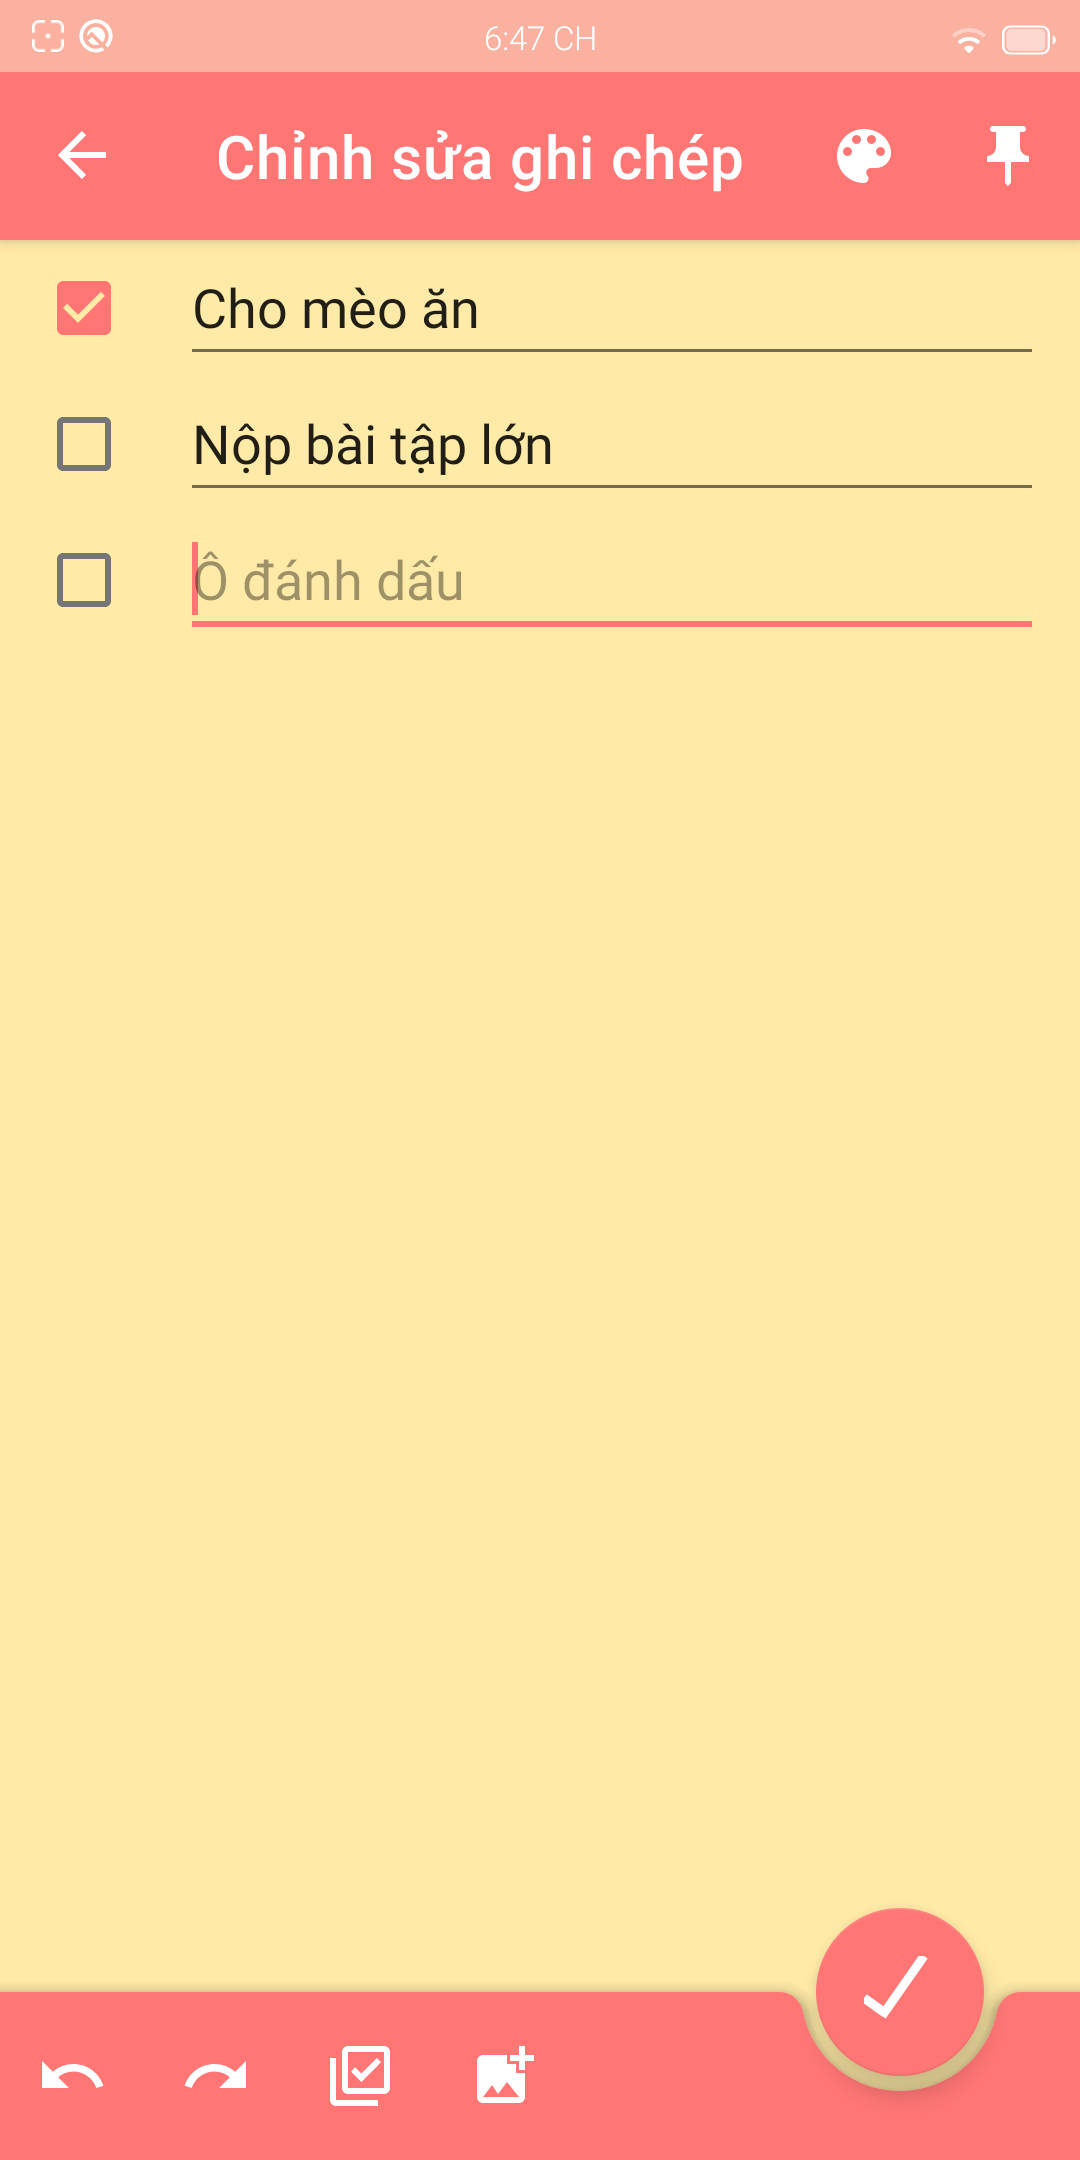 6:47 CH
Chỉnh sửa ghi chép
Cho mèo ăn
Nộp bài tập lớn
Ô đánh dấu